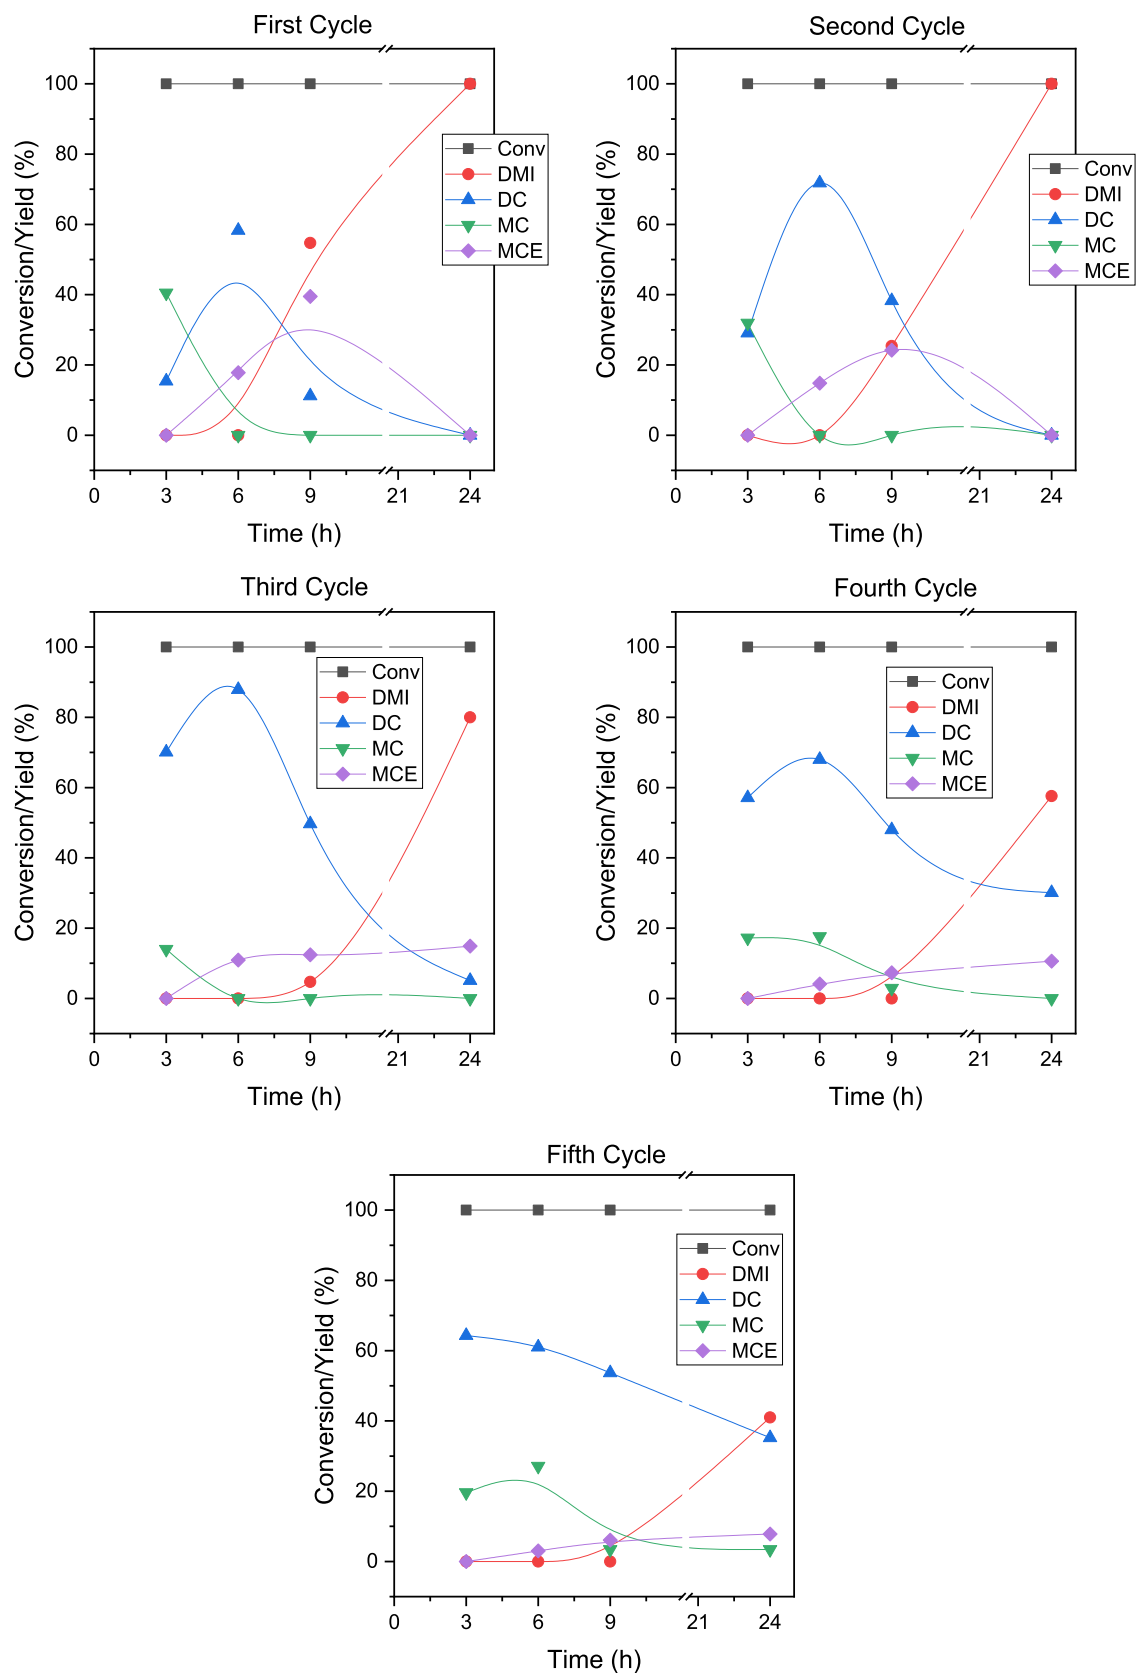 First Cycle
Conversion/Yield (%)
100
80
60
40
20
0
0 3 6 9 21 24
Time (h)
Conv
DMI
DC
MC
MCE
Second Cycle
Conversion/Yield (%)
100
80
60
40
20
0
0 3 6 9 21 24
Time (h)
Conv
DMI
DC
MC
MCE
Third Cycle
Conversion/Yield (%)
100
80
60
40
20
0
0 3 6 9 21 24
Time (h)
Conv
DMI
DC
MC
MCE
Fourth Cycle
Conversion/Yield (%)
100
80
60
40
20
0
0 3 6 9 21 24
Time (h)
Conv
DMI
DC
MC
MCE
Fifth Cycle
Conversion/Yield (%)
100
80
60
40
20
0
0 3 6 9 21 24
Time (h)
Conv
DMI
DC
MC
MCE